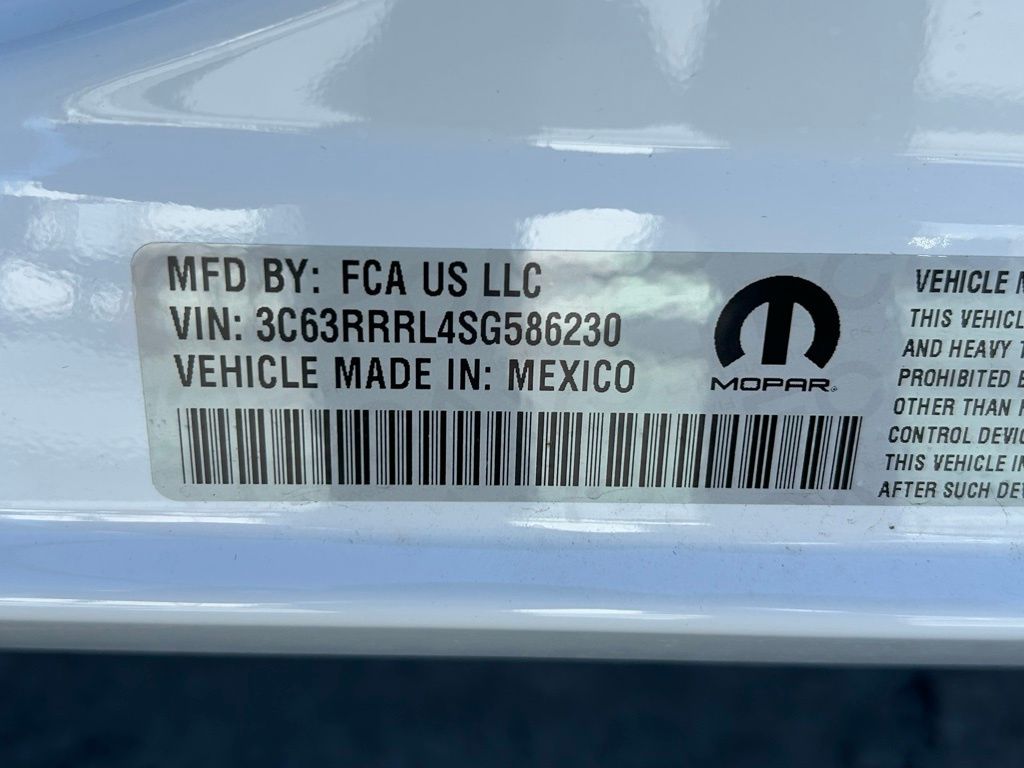 MFD BY: FCA US LLC
VIN: 3C63RRRL4SG586230
VEHICLE MADE IN: MEXICO
MOPAR
VEHICLE
THIS VEHICL
AND HEAVY T
PROHIBITED
OTHER THAN
CONTROL DEVIC
THIS VEHICLE IN
AFTER SUCH DEV